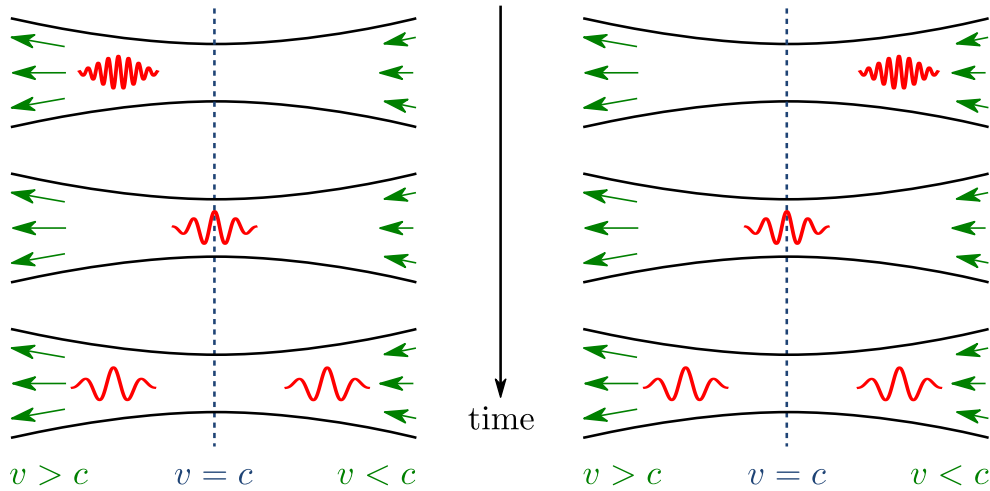 time
v > c
v = c
v < c
v > c
v = c
v < c